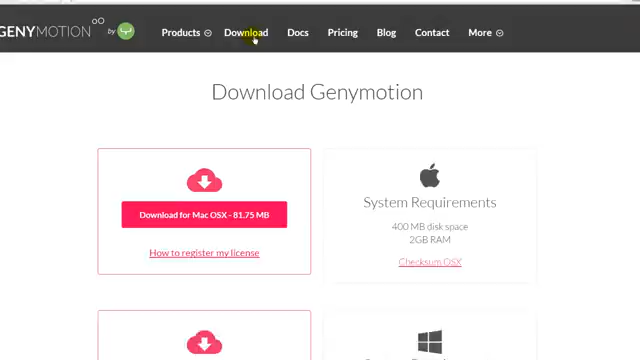 GENYMOTION by Products Download Docs Pricing Blog Contact More
Download Genymotion
Download for Mac OSX - 81.75 MB
How to register my license
System Requirements
400 MB disk space
2GB RAM
Checksum OSX